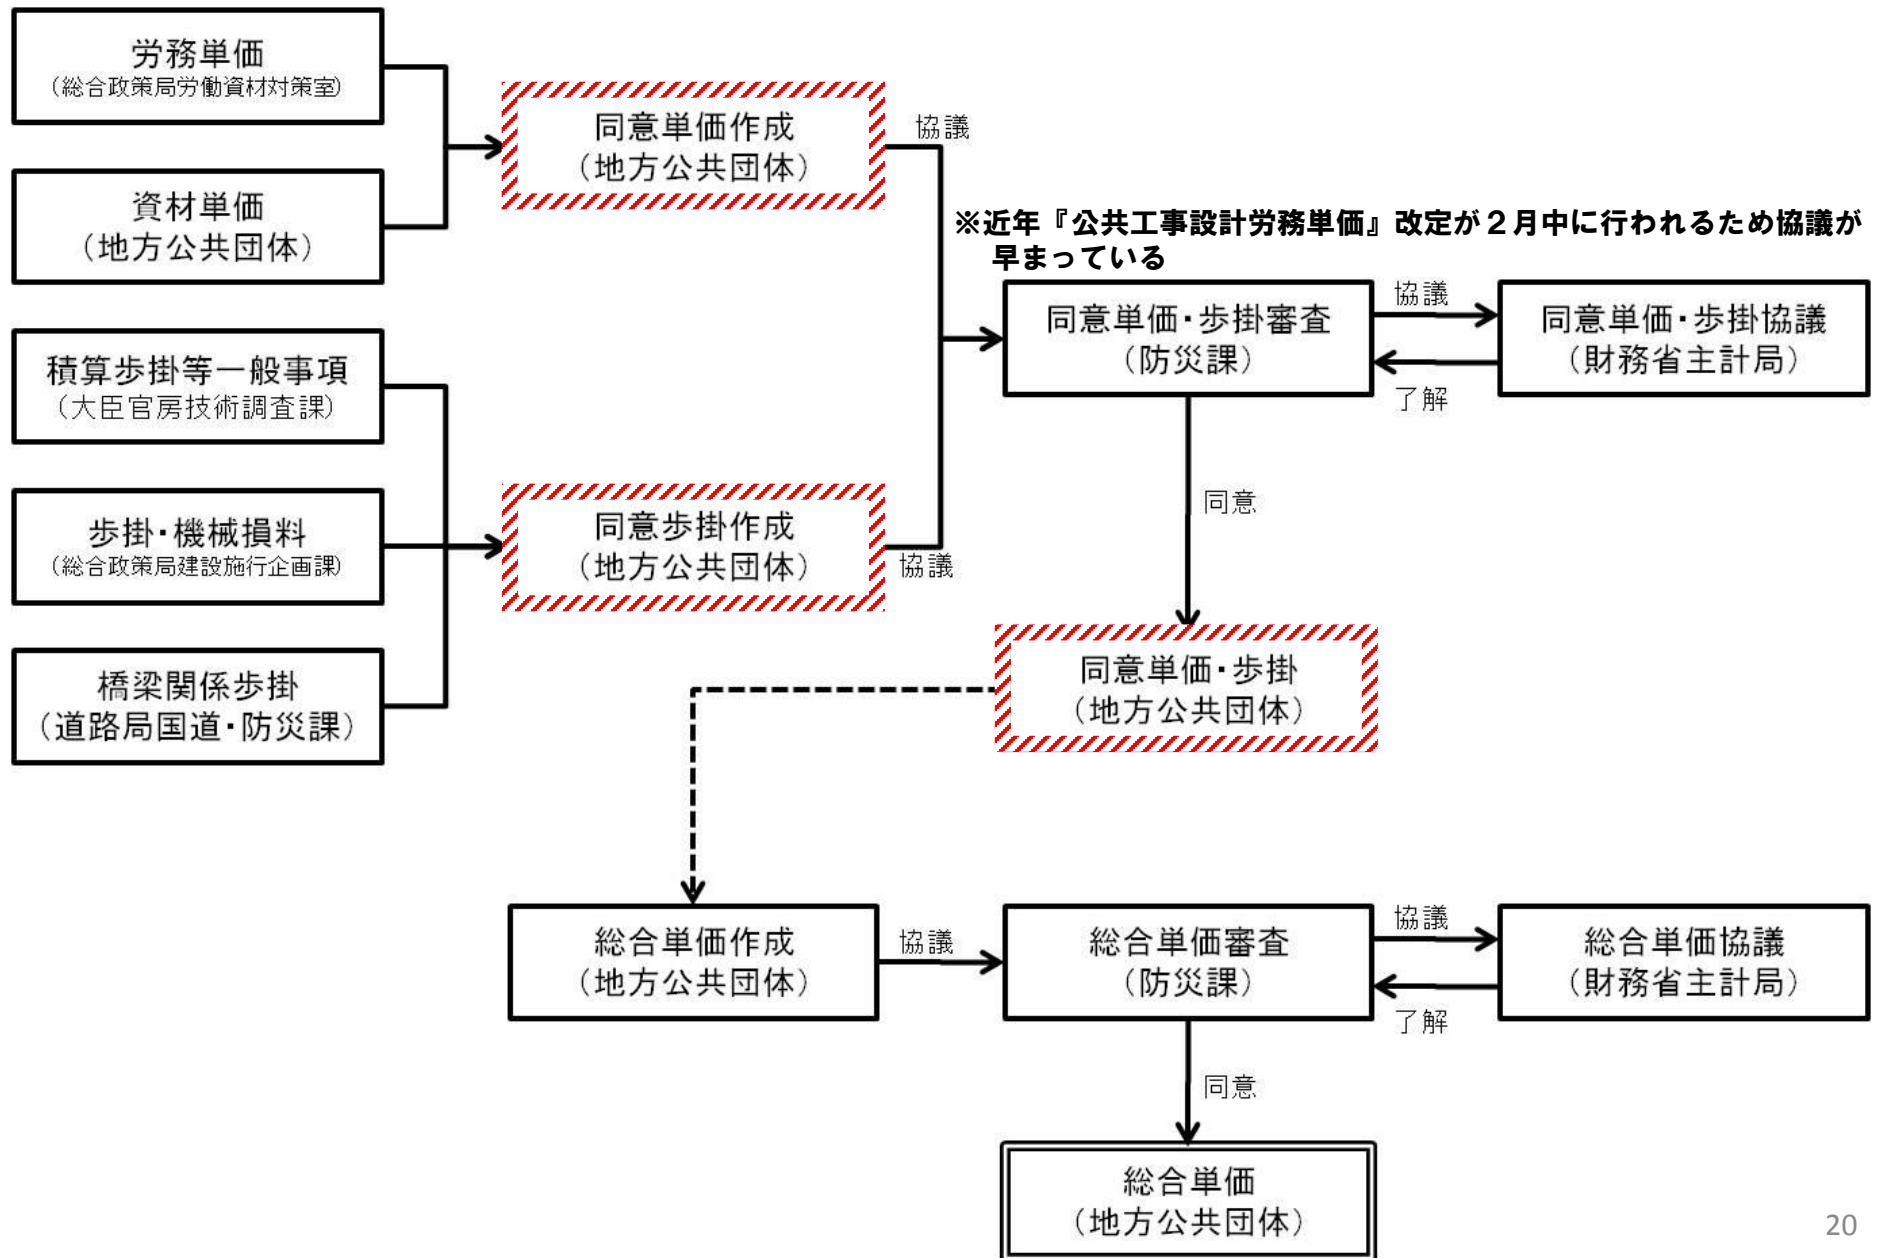 労務単価
（総合政策局労働資材対策室）
資材単価
（地方公共団体）
積算歩掛等一般事項
（大臣官房技術調査課）
歩掛・機械損料
（総合政策局建設施行企画課）
橋梁関係歩掛
（道路局国道・防災課）
同意単価作成
（地方公共団体）
協議
同意歩掛作成
（地方公共団体）
協議
※近年『公共工事設計労務単価』改定が２月中に行われるため協議が
早まっている
同意単価・歩掛審査
（防災課）
協議
了解
同意単価・歩掛協議
（財務省主計局）
同意
同意単価・歩掛
（地方公共団体）
総合単価作成
（地方公共団体）
協議
総合単価審査
（防災課）
協議
了解
総合単価協議
（財務省主計局）
同意
総合単価
（地方公共団体）
20